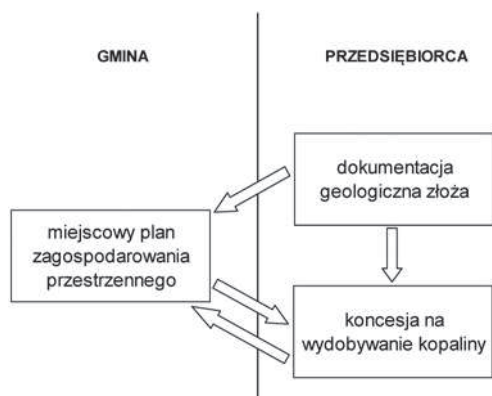 GMINA
PRZEDSIĘBIORCA
dokumentacja
geologiczna złoża
miejscowy plan
zagospodarowania
przestrzennego
koncesja na
wydobywanie kopaliny